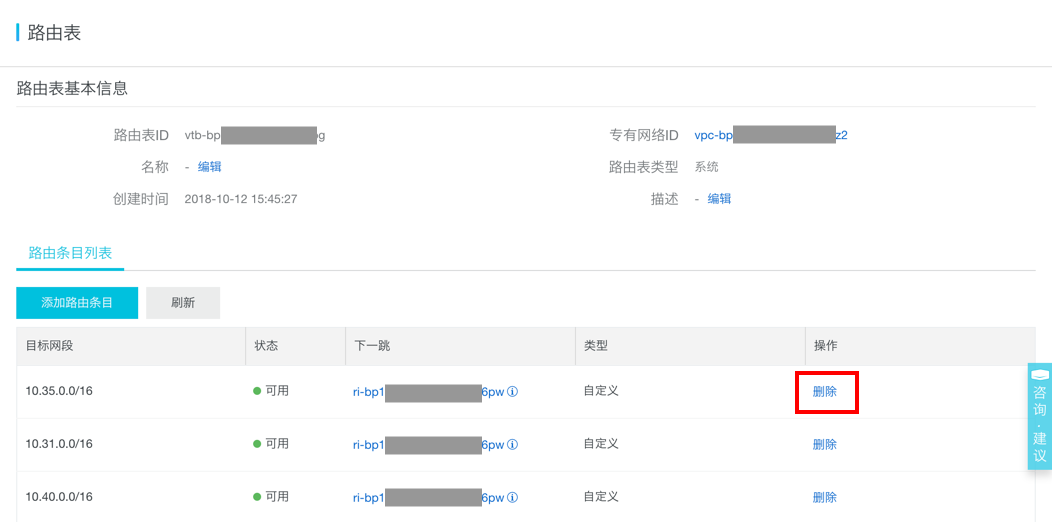 路由表
路由表基本信息
路由表ID vtb-bp g 专有网络ID vpc-bp z2
名称 - 编辑 路由表类型 系统
创建时间 2018-10-12 15:45:27 描述 - 编辑
路由条目列表
添加路由条目 刷新
目标网段 状态 下一跳 类型 操作
10.35.0.0/16 可用 ri-bp1 6pw 自定义 删除
10.31.0.0/16 可用 ri-bp1 6pw 自定义 删除
10.40.0.0/16 可用 ri-bp1 6pw 自定义 删除
咨询·建议